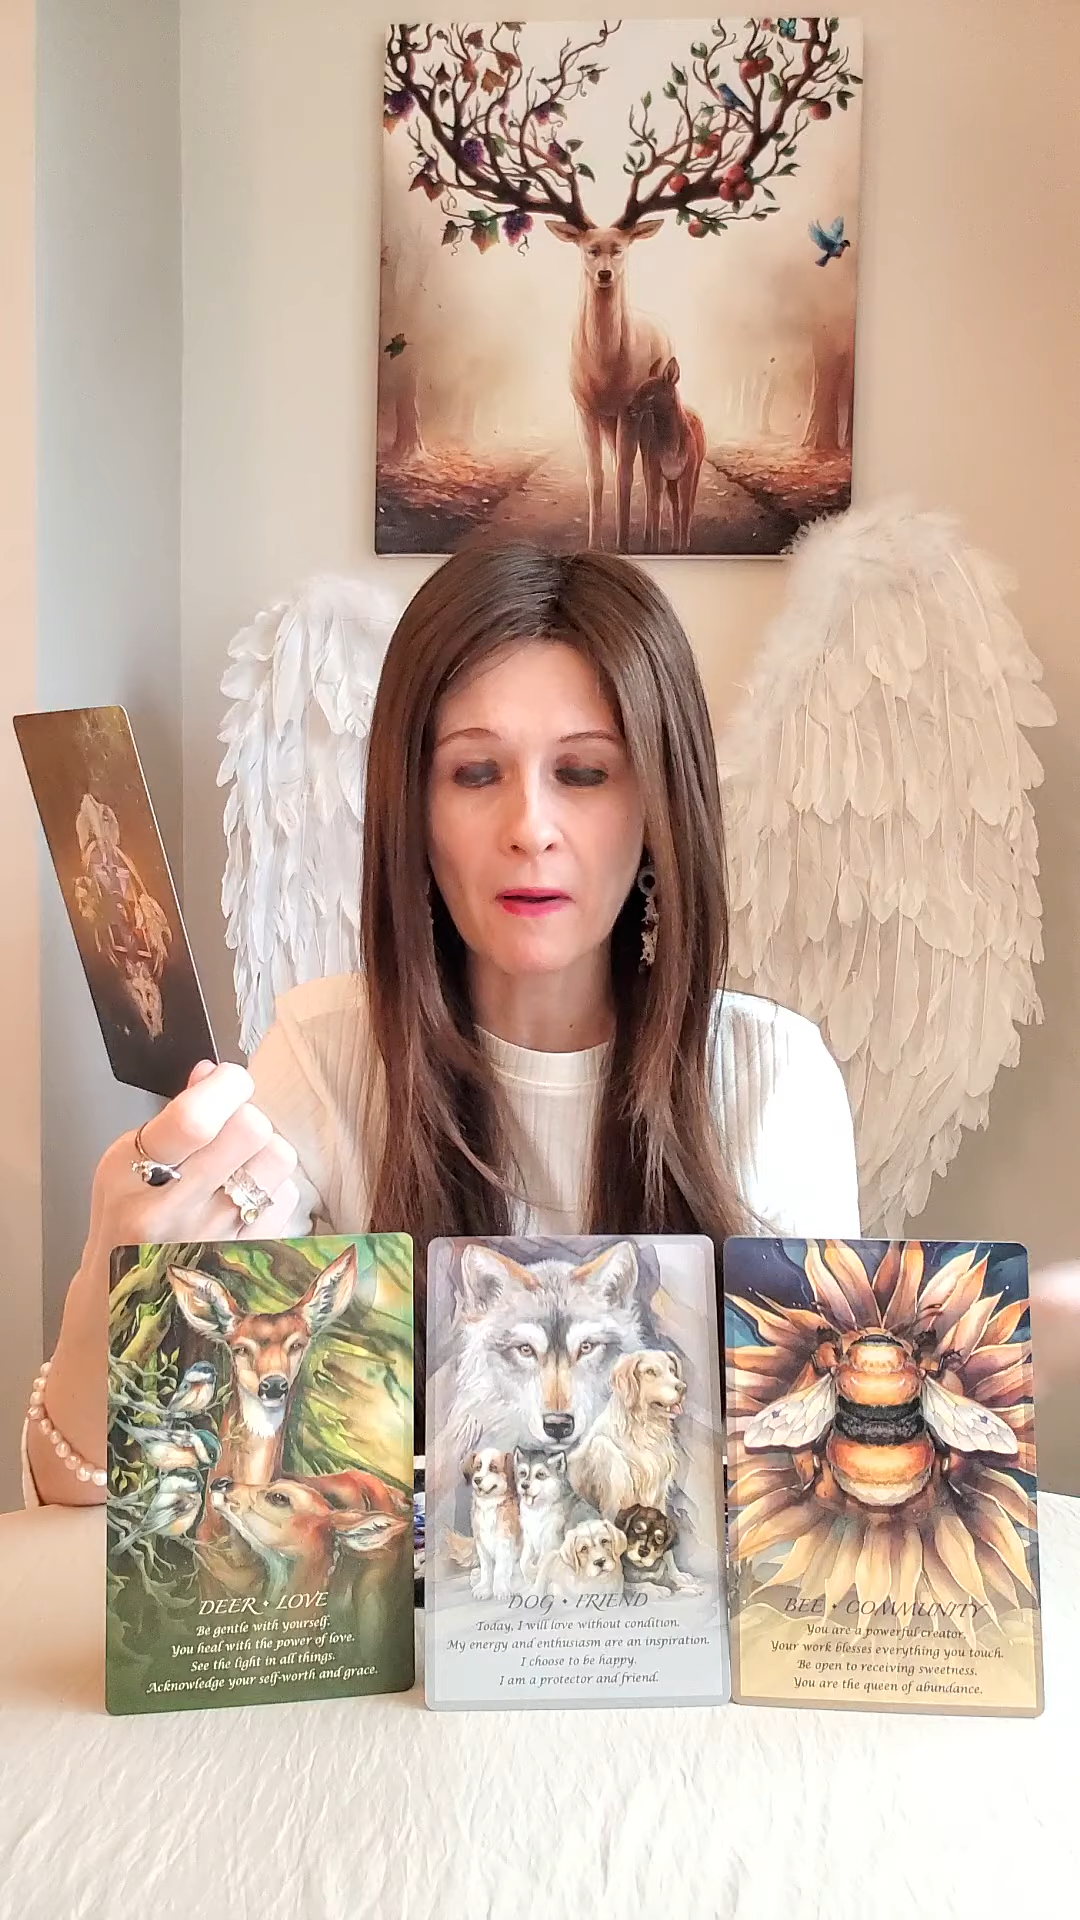 DEER • LOVE
Be gentle with yourself.
You heal with the power of love.
See the light in all things.
Acknowledge your self-worth and grace.
DOG • FRIEND
Today, I will love without condition.
My energy and enthusiasm are an inspiration.
I choose to be happy.
I am a protector and friend.
BEE • COMMUNITY
You are a powerful creator.
Your work blesses everything you touch.
Be open to receiving sweetness.
You are the queen of abundance.